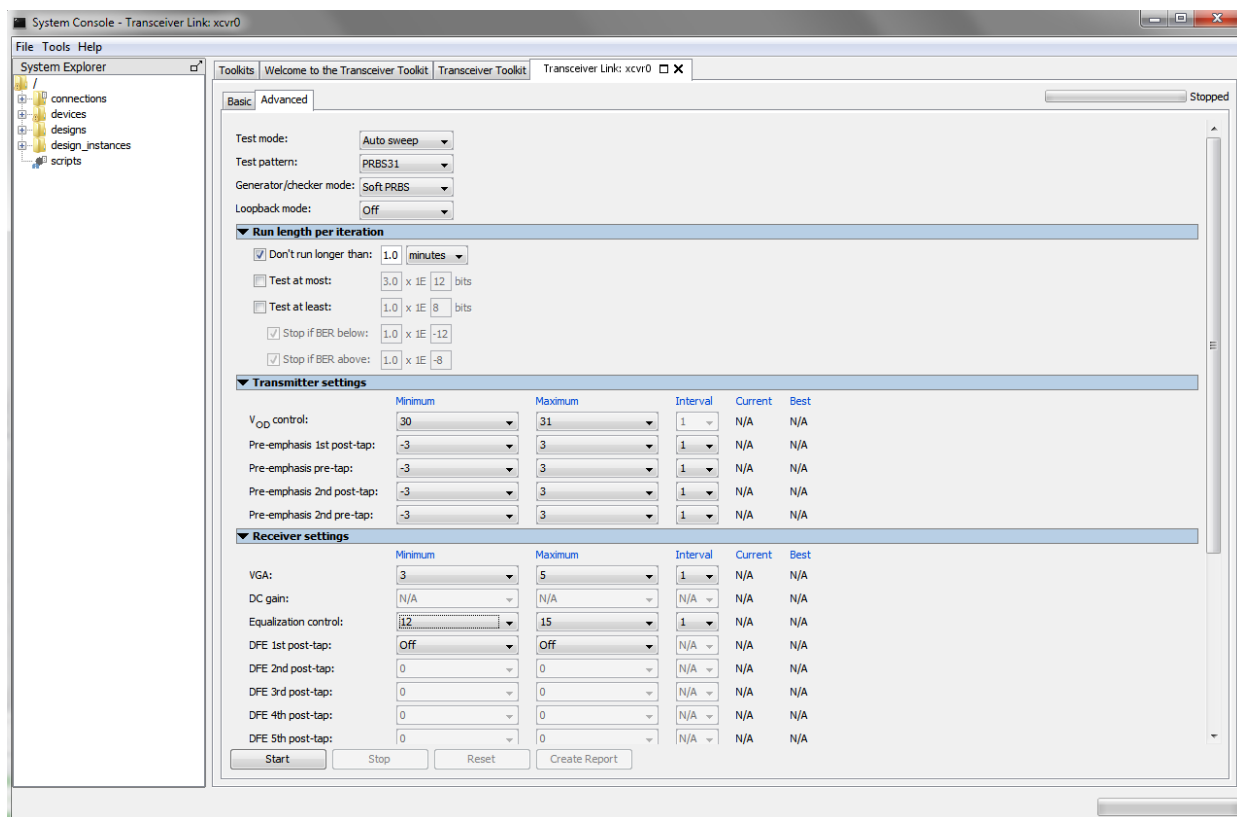 System Console - Transceiver Link: xcvr0
File Tools Help
System Explorer
/
connections
devices
designs
design_instances
scripts
Toolkits Welcome to the Transceiver Toolkit Transceiver Toolkit Transceiver Link: xcvr0
Basic Advanced Stopped
Test mode: Auto sweep
Test pattern: PRBS31
Generator/checker mode: Soft PRBS
Loopback mode: Off
Run length per iteration
Don't run longer than: 1.0 minutes
Test at most: 3.0 x 1E 12 bits
Test at least: 1.0 x 1E 8 bits
Stop if BER below: 1.0 x 1E -12
Stop if BER above: 1.0 x 1E -8
Transmitter settings
Minimum Maximum Interval Current Best
VOD control: 30 31 1 N/A N/A
Pre-emphasis 1st post-tap: -3 3 1 N/A N/A
Pre-emphasis pre-tap: -3 3 1 N/A N/A
Pre-emphasis 2nd post-tap: -3 3 1 N/A N/A
Pre-emphasis 2nd pre-tap: -3 3 1 N/A N/A
Receiver settings
Minimum Maximum Interval Current Best
VGA: 3 5 1 N/A N/A
DC gain: N/A N/A N/A N/A N/A
Equalization control: 12 15 1 N/A N/A
DFE 1st post-tap: Off Off N/A N/A N/A
DFE 2nd post-tap: 0 0 N/A N/A N/A
DFE 3rd post-tap: 0 0 N/A N/A N/A
DFE 4th post-tap: 0 0 N/A N/A N/A
DFE 5th post-tap: 0 0 N/A N/A N/A
Start Stop Reset Create Report